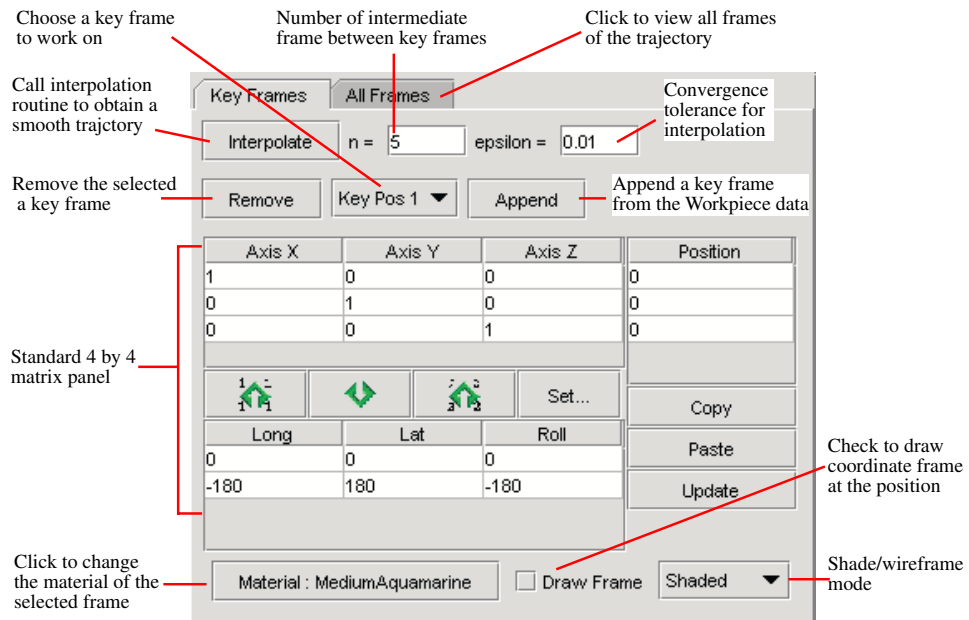 Choose a key frame
to work on
Number of intermediate
frame between key frames
Click to view all frames
of the trajectory
Call interpolation
routine to obtain a
smooth trajctory
Key Frames
All Frames
Convergence
tolerance for
interpolation
Interpolate
n =
5
epsilon =
0.01
Remove the selected
a key frame
Remove
Key Pos 1
Append
Append a key frame
from the Workpiece data
Axis X Axis Y Axis Z Position
1 0 0 0
0 1 0 0
0 0 1 0
Standard 4 by 4
matrix panel
Set...
Copy
Long Lat Roll
0 0 0
-180 180 -180
Paste
Update
Check to draw
coordinate frame
at the position
Click to change
the material of the
selected frame
Material : MediumAquamarine
Draw Frame
Shaded
Shade/wireframe
mode